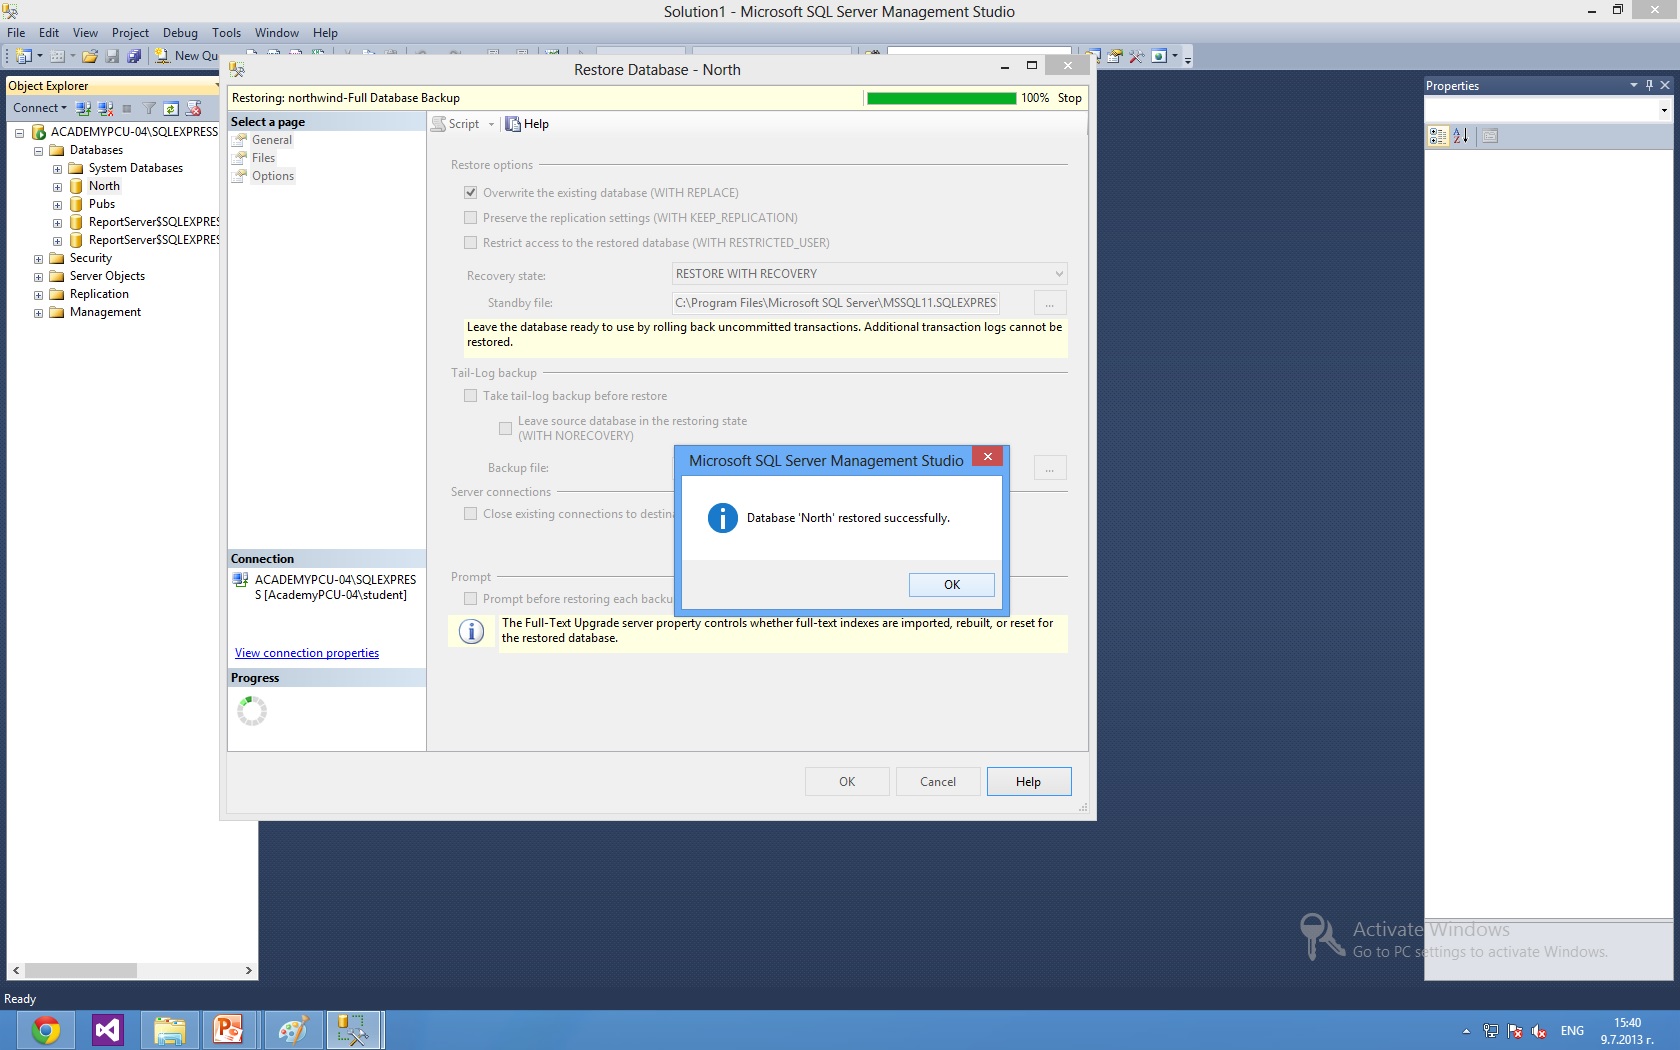 Solution1 - Microsoft SQL Server Management Studio
File Edit View Project Debug Tools Window Help
New Qu
Object Explorer
Connect
ACADEMYPCU-04\SQLEXPRESS
Databases
System Databases
North
Pubs
ReportServer$SQLEXPRES
ReportServer$SQLEXPRES
Security
Server Objects
Replication
Management
Restore Database - North
Restoring: northwind-Full Database Backup
100% Stop
Select a page
General
Files
Options
Script Help
Restore options
Overwrite the existing database (WITH REPLACE)
Preserve the replication settings (WITH KEEP_REPLICATION)
Restrict access to the restored database (WITH RESTRICTED_USER)
Recovery state: RESTORE WITH RECOVERY
Standby file: C:\Program Files\Microsoft SQL Server\MSSQL11.SQLEXPRES ...
Leave the database ready to use by rolling back uncommitted transactions. Additional transaction logs cannot be
restored.
Tail-Log backup
Take tail-log backup before restore
Leave source database in the restoring state
(WITH NORECOVERY)
Backup file: ...
Server connections
Close existing connections to destina
Prompt
Prompt before restoring each backu
The Full-Text Upgrade server property controls whether full-text indexes are imported, rebuilt, or reset for
the restored database.
Microsoft SQL Server Management Studio
Database 'North' restored successfully.
OK
Connection
ACADEMYPCU-04\SQLEXPRES
S [AcademyPCU-04\student]
View connection properties
Progress
OK Cancel Help
Properties
Activate Windows
Go to PC settings to activate Windows.
Ready
ENG
15:40
9.7.2013 г.